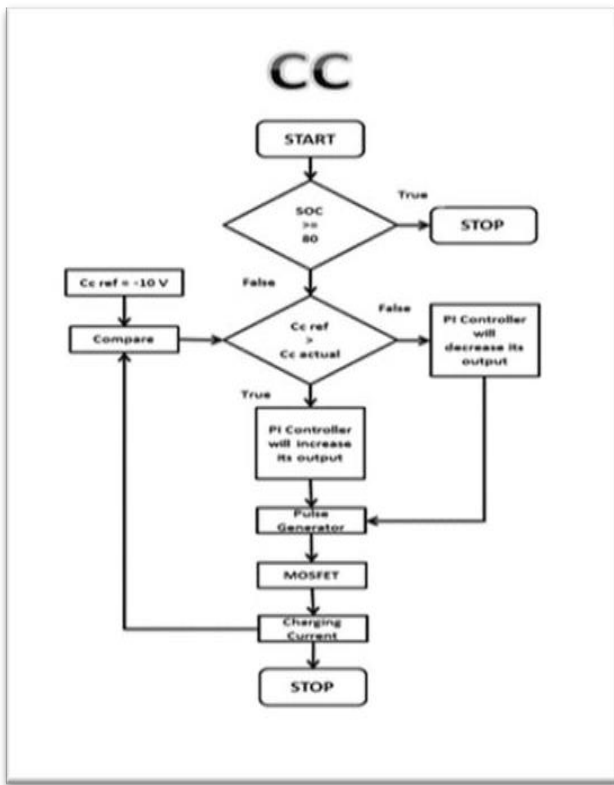 CC
START
SOC
>=
80
True
STOP
False
Cc ref = -10 V
Compare
Cc ref
>
Cc actual
False
PI Controller
will
decrease its
output
True
PI Controller
will increase
its output
Pulse
Generator
MOSFET
Charging
Current
STOP